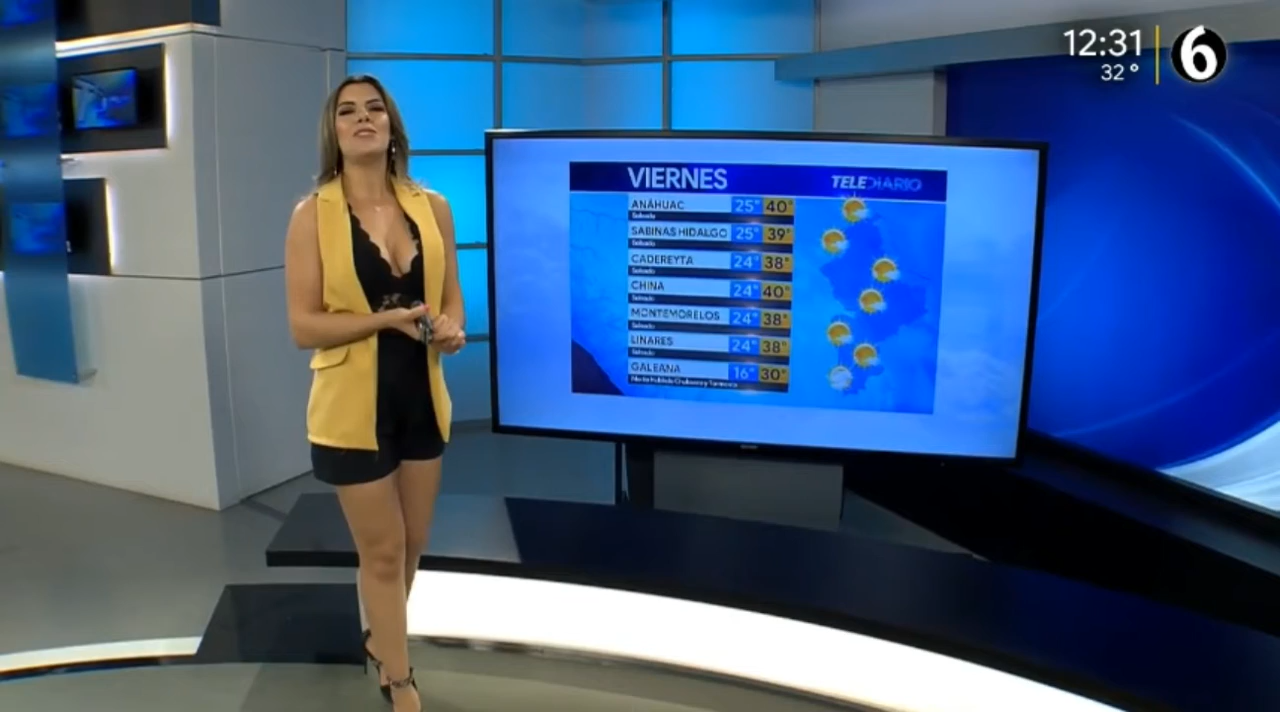 12:31
32°
6
VIERNES
TELEDIARIO
ANÁHUAC 25° 40°
Soleado
SABINAS HIDALGO 25° 39°
Soleado
CADEREYTA 24° 38°
Soleado
CHINA 24° 40°
Soleado
MONTEMORELOS 24° 38°
Soleado
LINARES 24° 38°
Soleado
GALEANA 16° 30°